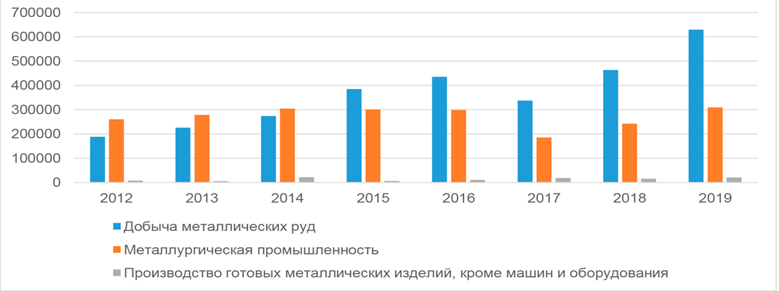 700000
600000
500000
400000
300000
200000
100000
0
2012 2013 2014 2015 2016 2017 2018 2019
Добыча металлических руд
Металлургическая промышленность
Производство готовых металлических изделий, кроме машин и оборудования